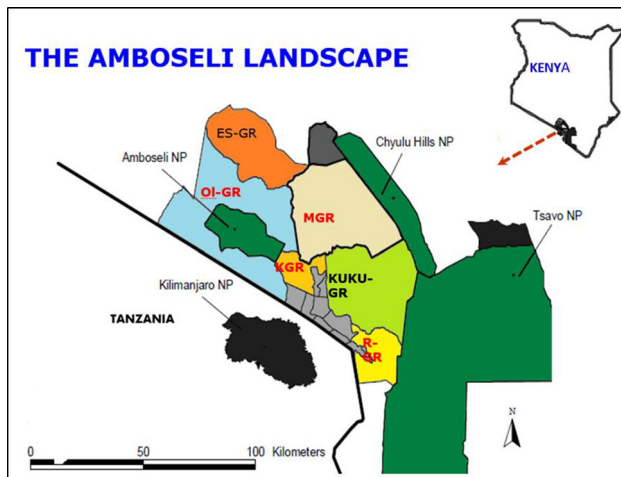 THE AMBOSELI LANDSCAPE
KENYA
ES-GR
Chyulu Hills NP
Amboseli NP
OI-GR
MGR
Tsavo NP
KGR
KUKU-
GR
Kilimanjaro NP
TANZANIA
R-
GR
N
0 50 100 Kilometers